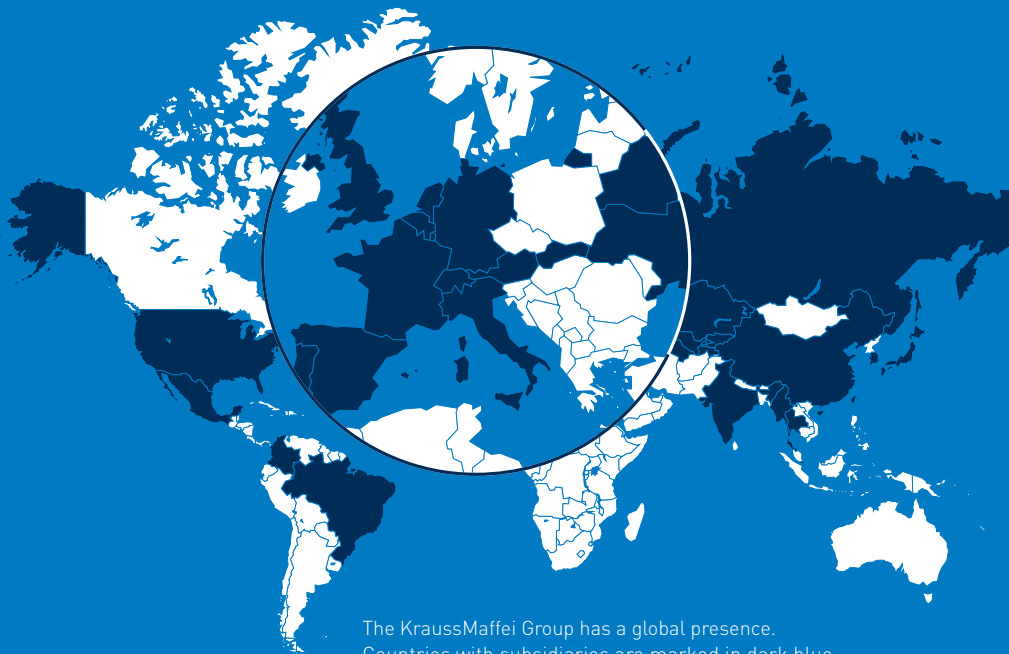 The KraussMaffei Group has a global presence.
Countries with subsidiaries are marked in dark blue